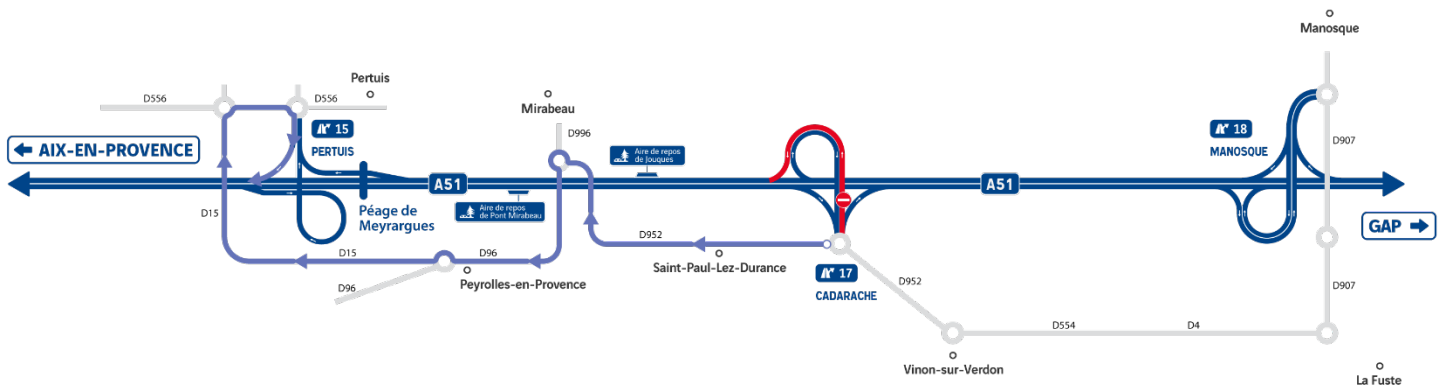 Manosque
Pertuis
D556
D556
Mirabeau
15
PERTUIS
D996
18
MANOSQUE
D907
AIX-EN-PROVENCE
Aire de repos
de Jouques
A51
A51
Péage de
Meyrargues
Aire de repos
de Pont Mirabeau
D15
GAP
D952
D15
D96
Saint-Paul-Lez-Durance
17
CADARACHE
Peyrolles-en-Provence
D96
D952
D907
D554
D4
Vinon-sur-Verdon
La Fuste